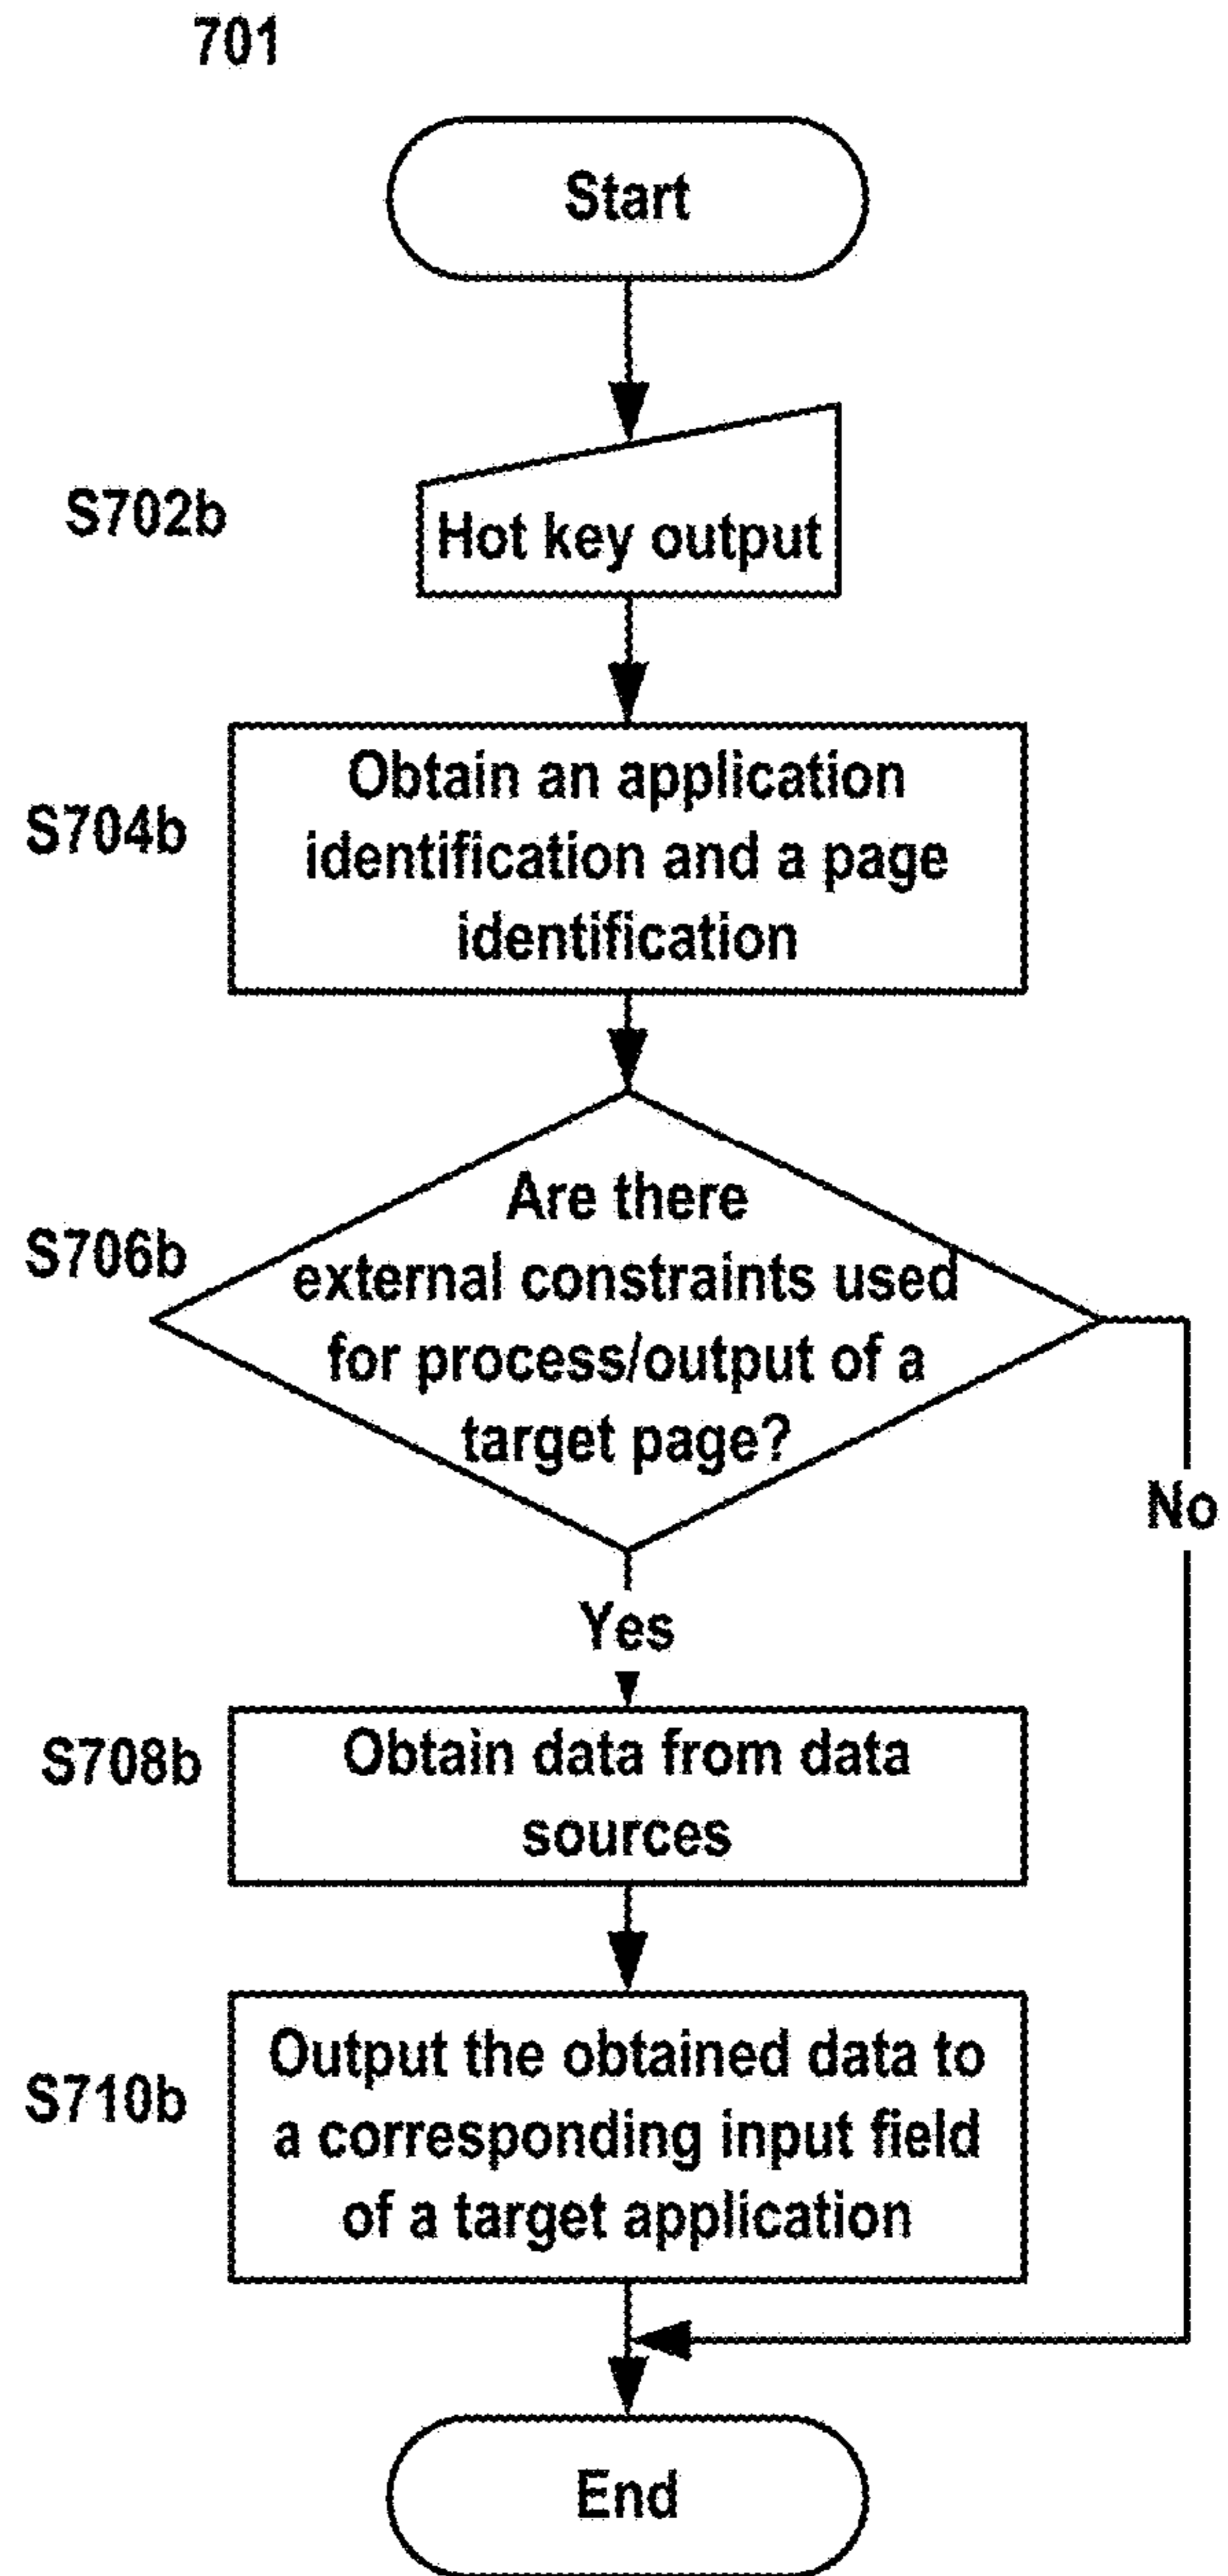 701
Start
S702b
Hot key output
S704b
Obtain an application
identification and a page
identification
S706b
Are there
external constraints used
for process/output of a
target page?
No
Yes
S708b
Obtain data from data
sources
S710b
Output the obtained data to
a corresponding input field
of a target application
End